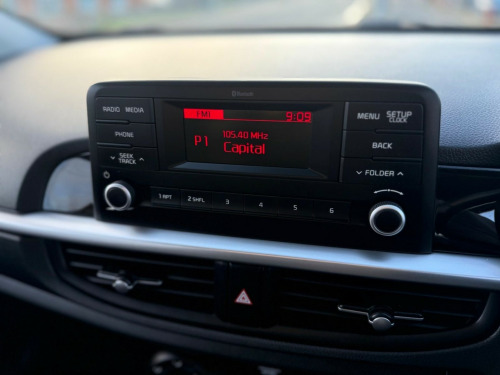 Bluetooth
RADIO MEDIA
PHONE
SEEK
TRACK
FM1 9:09
P1 105.40 MHz
Capital
MENU SETUP
CLOCK
BACK
FOLDER
1 RPT 2 SHFL 3 4 5 6